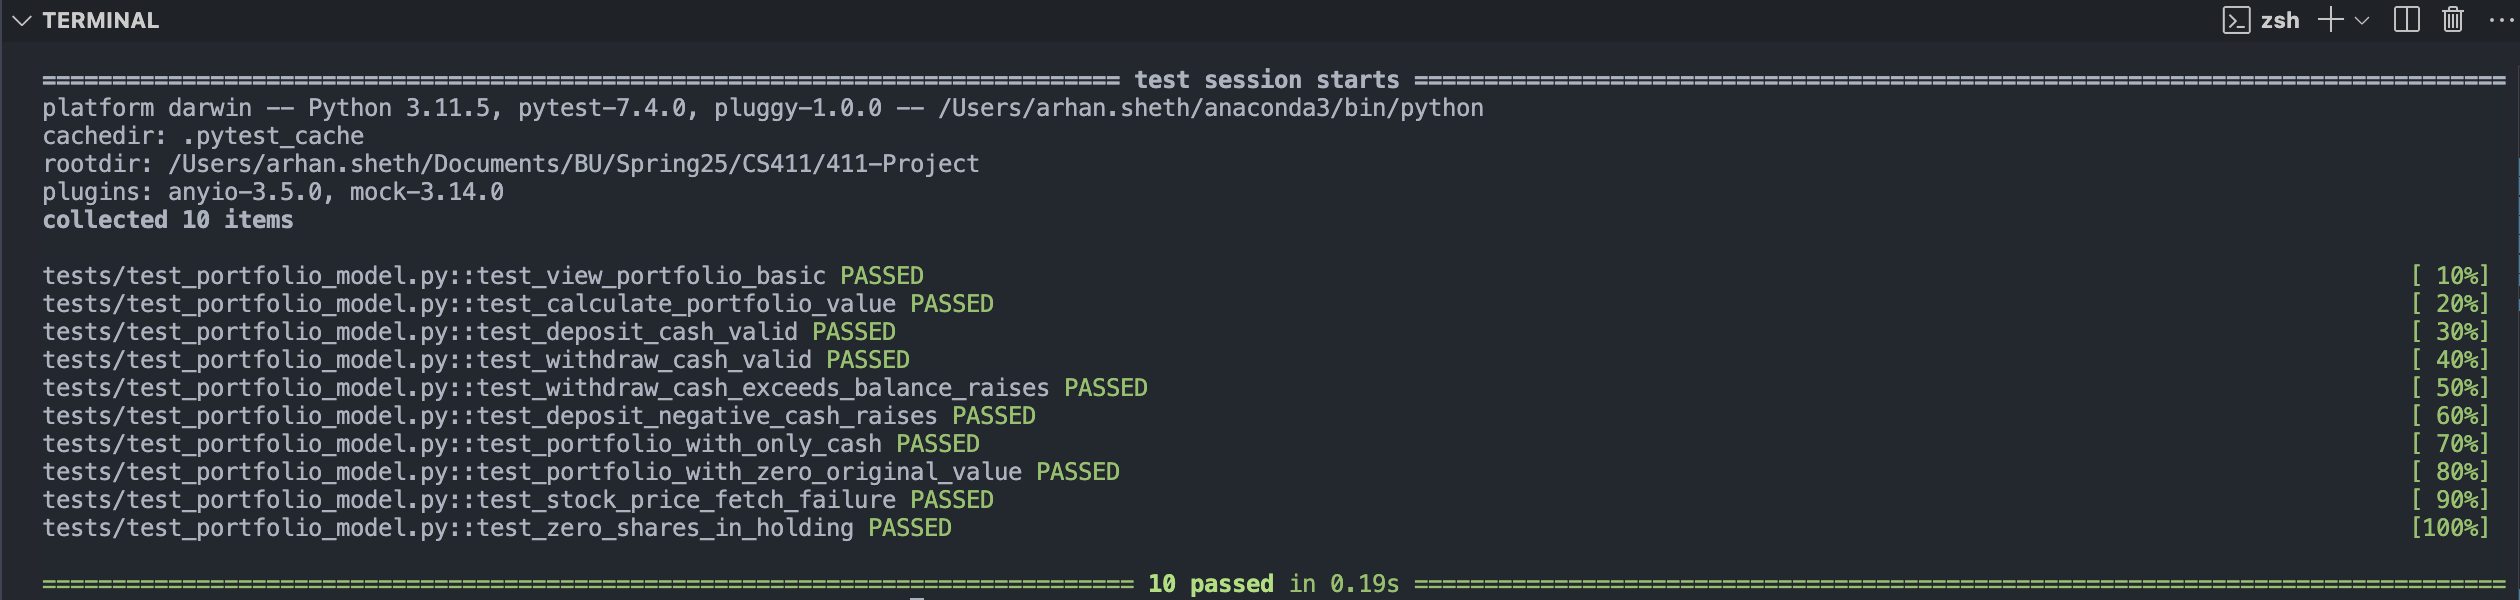 TERMINAL
zsh
============================================================================= test session starts ==============================================================================
platform darwin -- Python 3.11.5, pytest-7.4.0, pluggy-1.0.0 -- /Users/arhan.sheth/anaconda3/bin/python
cachedir: .pytest_cache
rootdir: /Users/arhan.sheth/Documents/BU/Spring25/CS411/411-Project
plugins: anyio-3.5.0, mock-3.14.0
collected 10 items
tests/test_portfolio_model.py::test_view_portfolio_basic PASSED [ 10%]
tests/test_portfolio_model.py::test_calculate_portfolio_value PASSED [ 20%]
tests/test_portfolio_model.py::test_deposit_cash_valid PASSED [ 30%]
tests/test_portfolio_model.py::test_withdraw_cash_valid PASSED [ 40%]
tests/test_portfolio_model.py::test_withdraw_cash_exceeds_balance_raises PASSED [ 50%]
tests/test_portfolio_model.py::test_deposit_negative_cash_raises PASSED [ 60%]
tests/test_portfolio_model.py::test_portfolio_with_only_cash PASSED [ 70%]
tests/test_portfolio_model.py::test_portfolio_with_zero_original_value PASSED [ 80%]
tests/test_portfolio_model.py::test_stock_price_fetch_failure PASSED [ 90%]
tests/test_portfolio_model.py::test_zero_shares_in_holding PASSED [100%]
============================================================================== 10 passed in 0.19s ==============================================================================